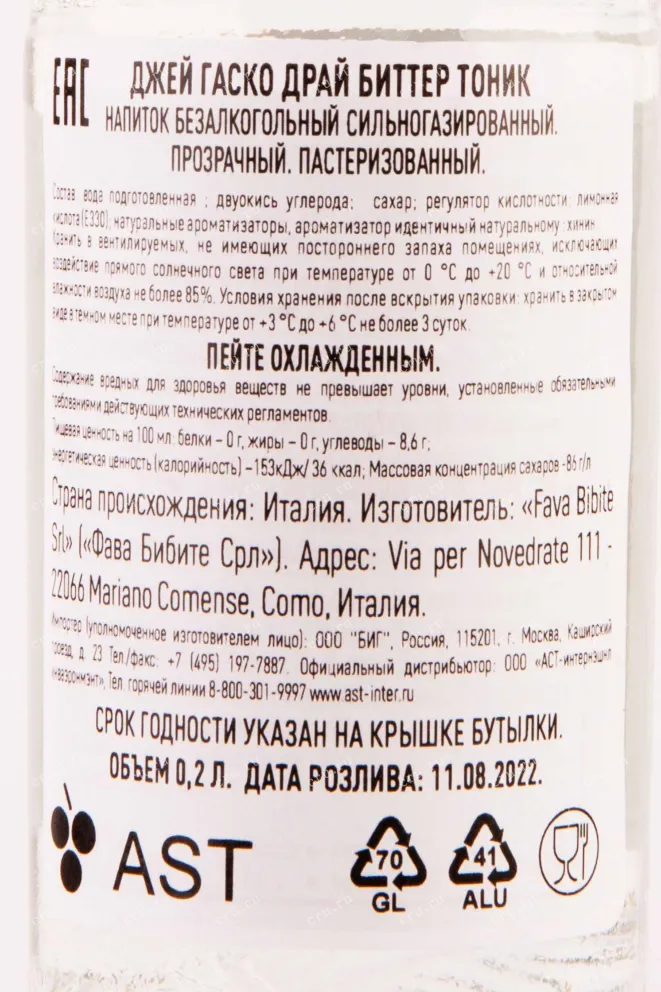 EAC
ДЖЕЙ ГАСКО ДРАЙ БИТТЕР ТОНИК
НАПИТОК БЕЗАЛКОГОЛЬНЫЙ СИЛЬНОГАЗИРОВАННЫЙ.
ПРОЗРАЧНЫЙ. ПАСТЕРИЗОВАННЫЙ.
Состав вода подготовленная ; двуокись углерода; сахар; регулятор кислотности лимонная
кислота(Е330); натуральные ароматизаторы, ароматизатор идентичный натуральному :хинин
Хранить в вентилируемых, не имеющих постороннего запаха помещениях, исключающих
воздействие прямого солнечного света при температуре от 0 °С до +20 °С и относительной
влажности воздуха не более 85%. Условия хранения после вскрытия упаковки: хранить в закрытом
виде в темном месте при температуре от +3 °С до +6 °С не более 3 суток.
ПЕЙТЕ ОХЛАЖДЕННЫМ.
Содержание вредных для здоровья веществ не превышает уровни, установленные обязательными
требованиями действующих технических регламентов.
Пищевая ценность на 100 мл: белки – 0 г, жиры – 0 г, углеводы – 8,6 г;
энергетическая ценность (калорийность) –153кДж/ 36 ккал; Массовая концентрация сахаров -86 г/л
Страна происхождения: Италия. Изготовитель: «Fava Bibite
Srl» («Фава Бибите Срл»). Адрес: Via per Novedrate 111 -
22066 Mariano Comense, Como, Италия.
Импортер (уполномоченное изготовителем лицо): ООО "БИГ", Россия, 115201, г. Москва, Каширский
проезд, д. 23 Тел/факс: +7 (495) 197-7887. Официальный дистрибьютор: ООО «АСТ-интернэшнл
инваэронмэнт», Тел. горячей линии 8-800-301-9997 www.ast-inter.ru
СРОК ГОДНОСТИ УКАЗАН НА КРЫШКЕ БУТЫЛКИ.
ОБЪЕМ 0,2 Л. ДАТА РОЗЛИВА: 11.08.2022.
AST
70
GL
41
ALU